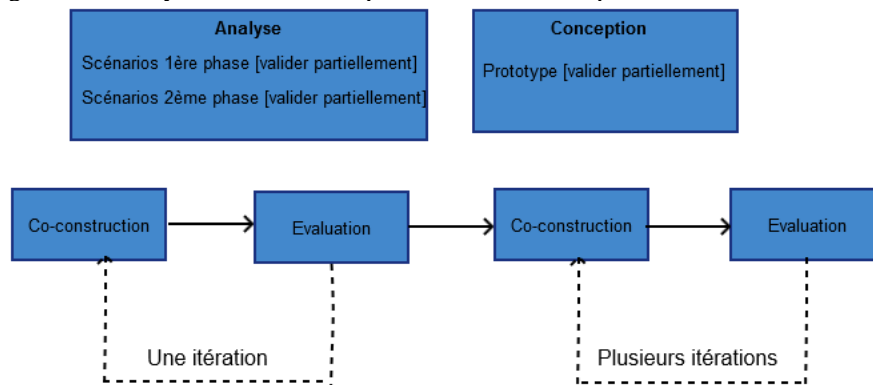 Analyse
Scénarios 1ère phase [valider partiellement]
Scénarios 2ème phase [valider partiellement]
Conception
Prototype [valider partiellement]
Co-construction
Evaluation
Co-construction
Evaluation
Une itération
Plusieurs itérations